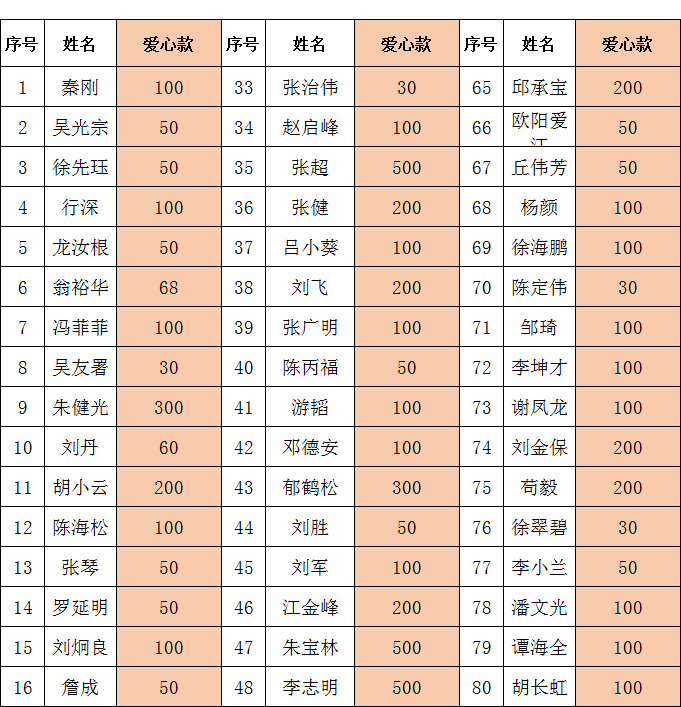 序号 姓名 爱心款 序号 姓名 爱心款 序号 姓名 爱心款
1 秦刚 100 33 张治伟 30 65 邱承宝 200
2 吴光宗 50 34 赵启峰 100 66 欧阳爱江 50
3 徐先珏 50 35 张超 500 67 丘伟芳 50
4 行深 100 36 张健 200 68 杨颜 100
5 龙汝根 50 37 吕小葵 100 69 徐海鹏 100
6 翁裕华 68 38 刘飞 200 70 陈定伟 30
7 冯菲菲 100 39 张广明 100 71 邹琦 100
8 吴友署 30 40 陈丙福 50 72 李坤才 100
9 朱健光 300 41 游韬 100 73 谢凤龙 100
10 刘丹 60 42 邓德安 100 74 刘金保 200
11 胡小云 200 43 郁鹤松 300 75 苟毅 200
12 陈海松 100 44 刘胜 50 76 徐翠碧 30
13 张琴 50 45 刘军 100 77 李小兰 50
14 罗延明 50 46 江金峰 200 78 潘文光 100
15 刘炯良 100 47 朱宝林 500 79 谭海全 100
16 詹成 50 48 李志明 500 80 胡长虹 100